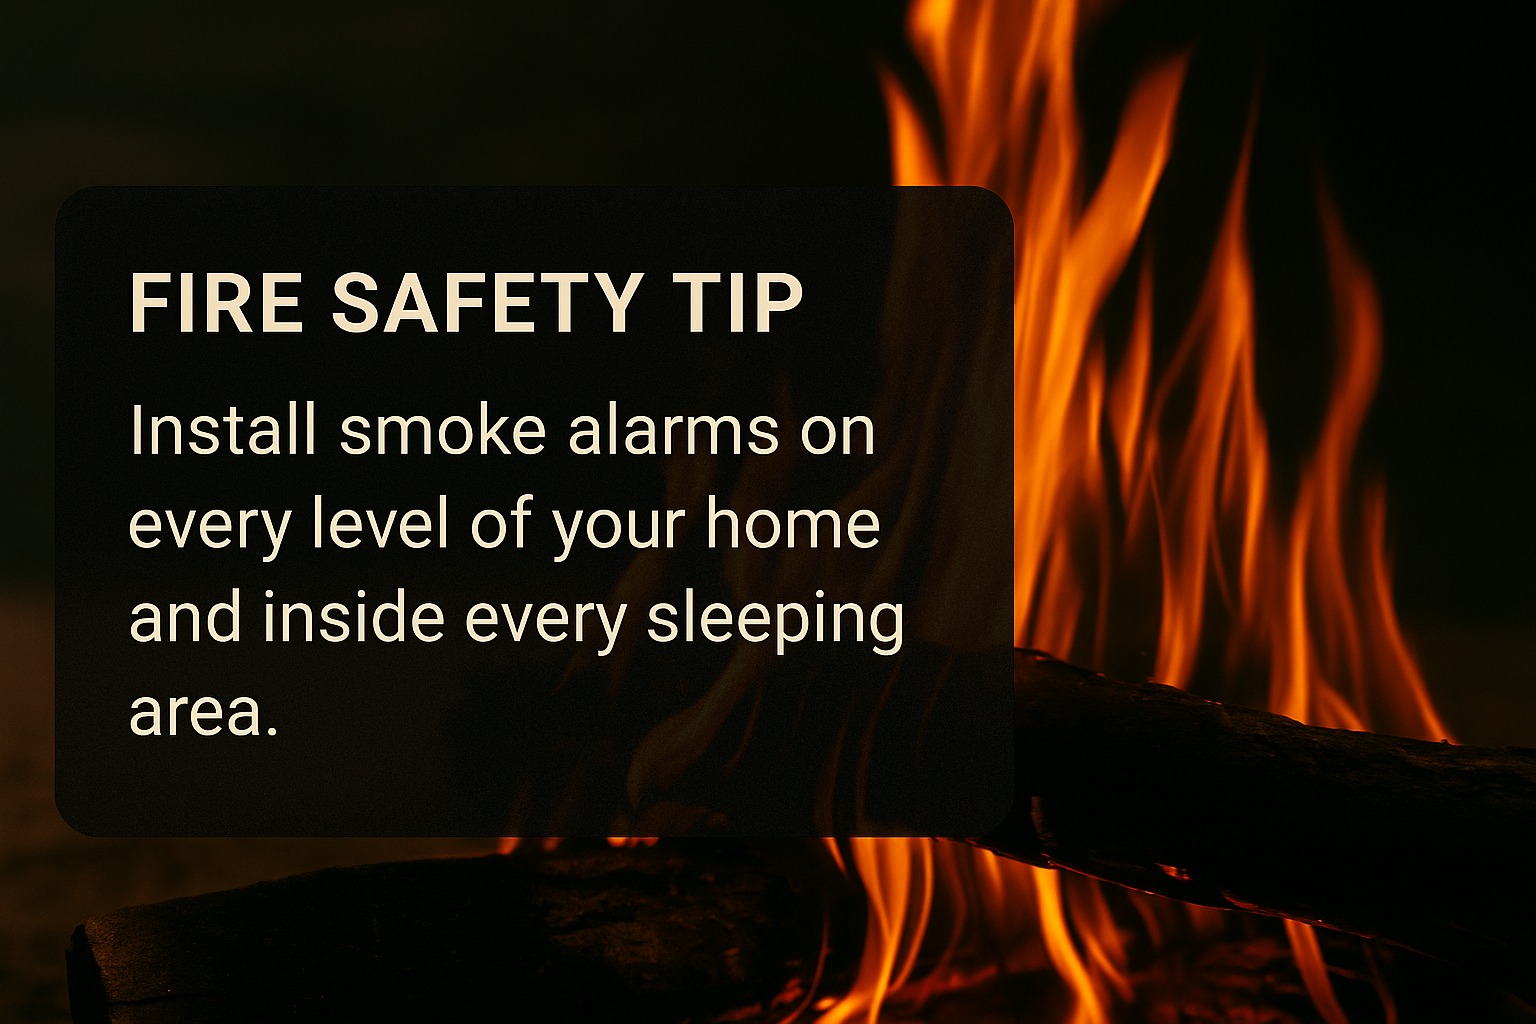 FIRE SAFETY TIP
Install smoke alarms on
every level of your home
and inside every sleeping
area.